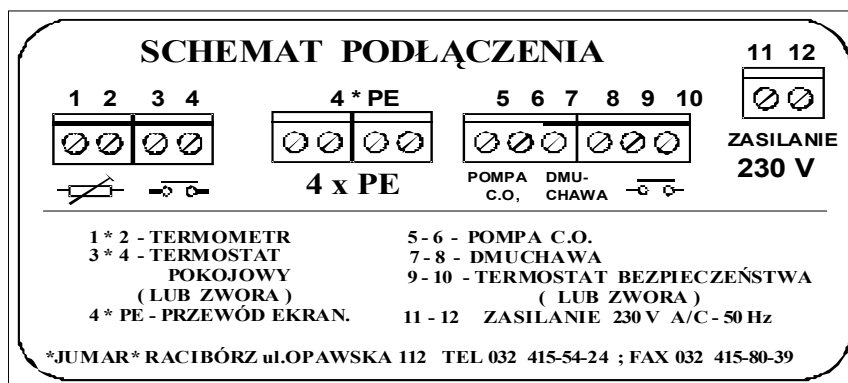 SCHEMAT PODŁĄCZENIA
11 12
1 2 3 4 4 * PE 5 6 7 8 9 10
ZASILANIE
230 V
4 x PE
POMPA C.O,
DMU-CHAWA
1 * 2 - TERMOMETR
3 * 4 - TERMOSTAT
POKOJOWY
( LUB ZWORA )
4 * PE - PRZEWÓD EKRAN.
5 - 6 - POMPA C.O.
7 - 8 - DMUCHAWA
9 - 10 - TERMOSTAT BEZPIECZEŃSTWA
( LUB ZWORA )
11 - 12 ZASILANIE 230 V A/C - 50 Hz
*JUMAR* RACIBÓRZ ul.OPAWSKA 112 TEL 032 415-54-24 ; FAX 032 415-80-39